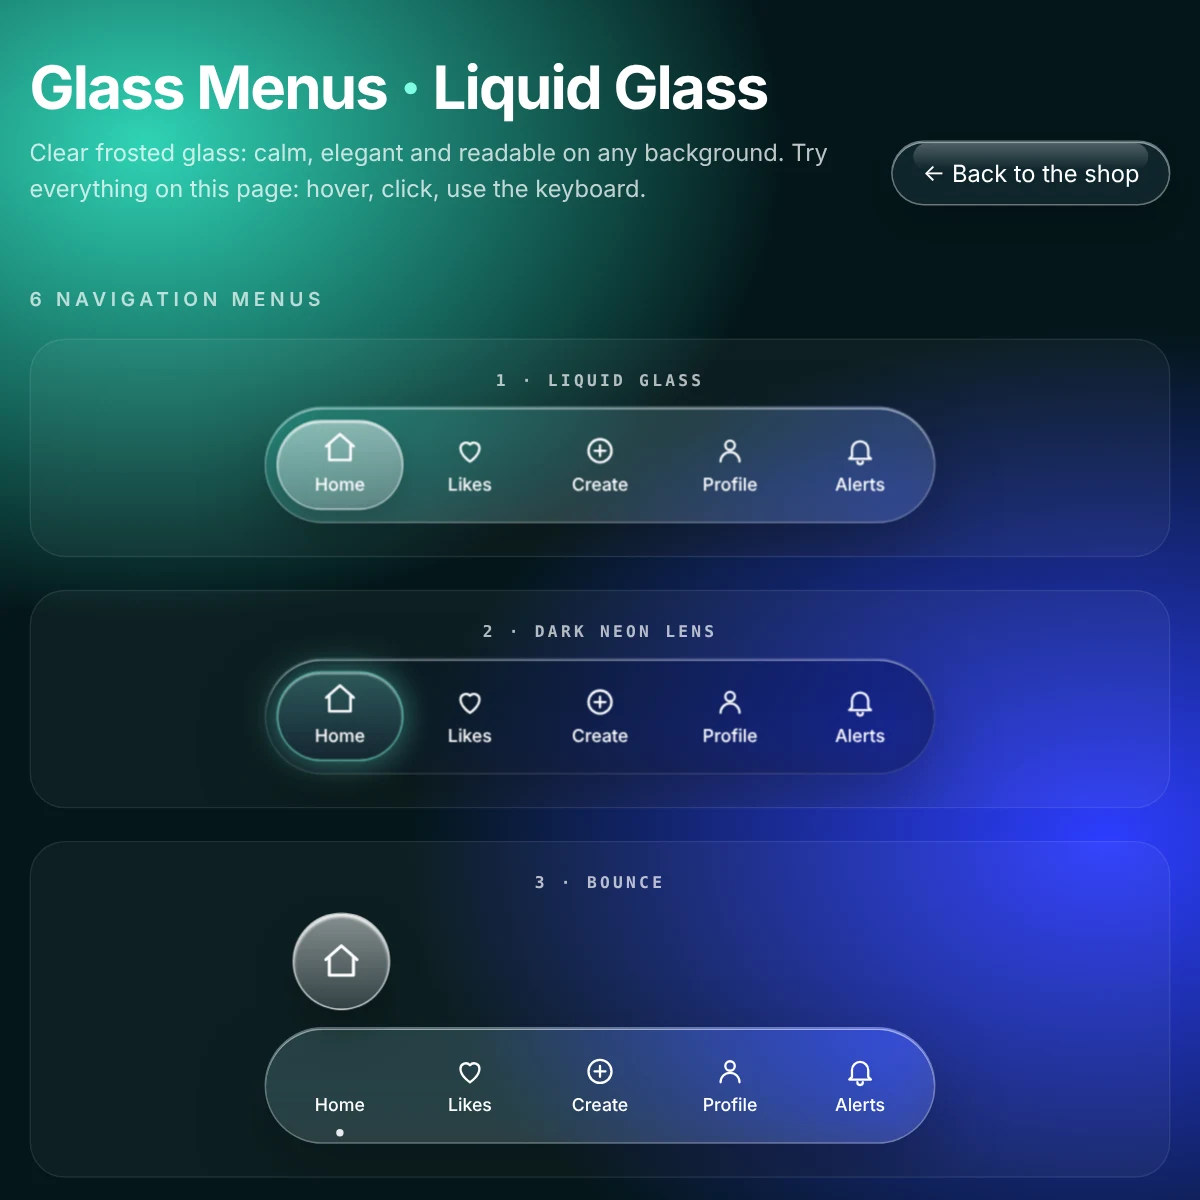 Glass Menus · Liquid Glass
Clear frosted glass: calm, elegant and readable on any background. Try
everything on this page: hover, click, use the keyboard.
← Back to the shop
6 NAVIGATION MENUS
1 · LIQUID GLASS
Home Likes Create Profile Alerts
2 · DARK NEON LENS
Home Likes Create Profile Alerts
3 · BOUNCE
Home Likes Create Profile Alerts